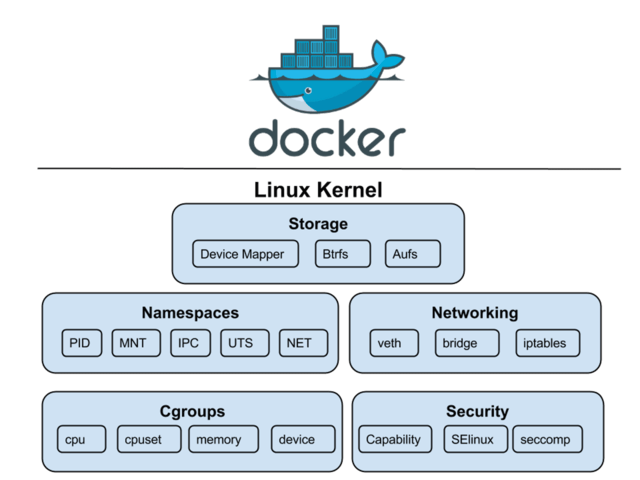 docker
Linux Kernel
Storage
Device Mapper Btrfs Aufs
Namespaces
PID MNT IPC UTS NET
Networking
veth bridge iptables
Cgroups
cpu cpuset memory device
Security
Capability SElinux seccomp